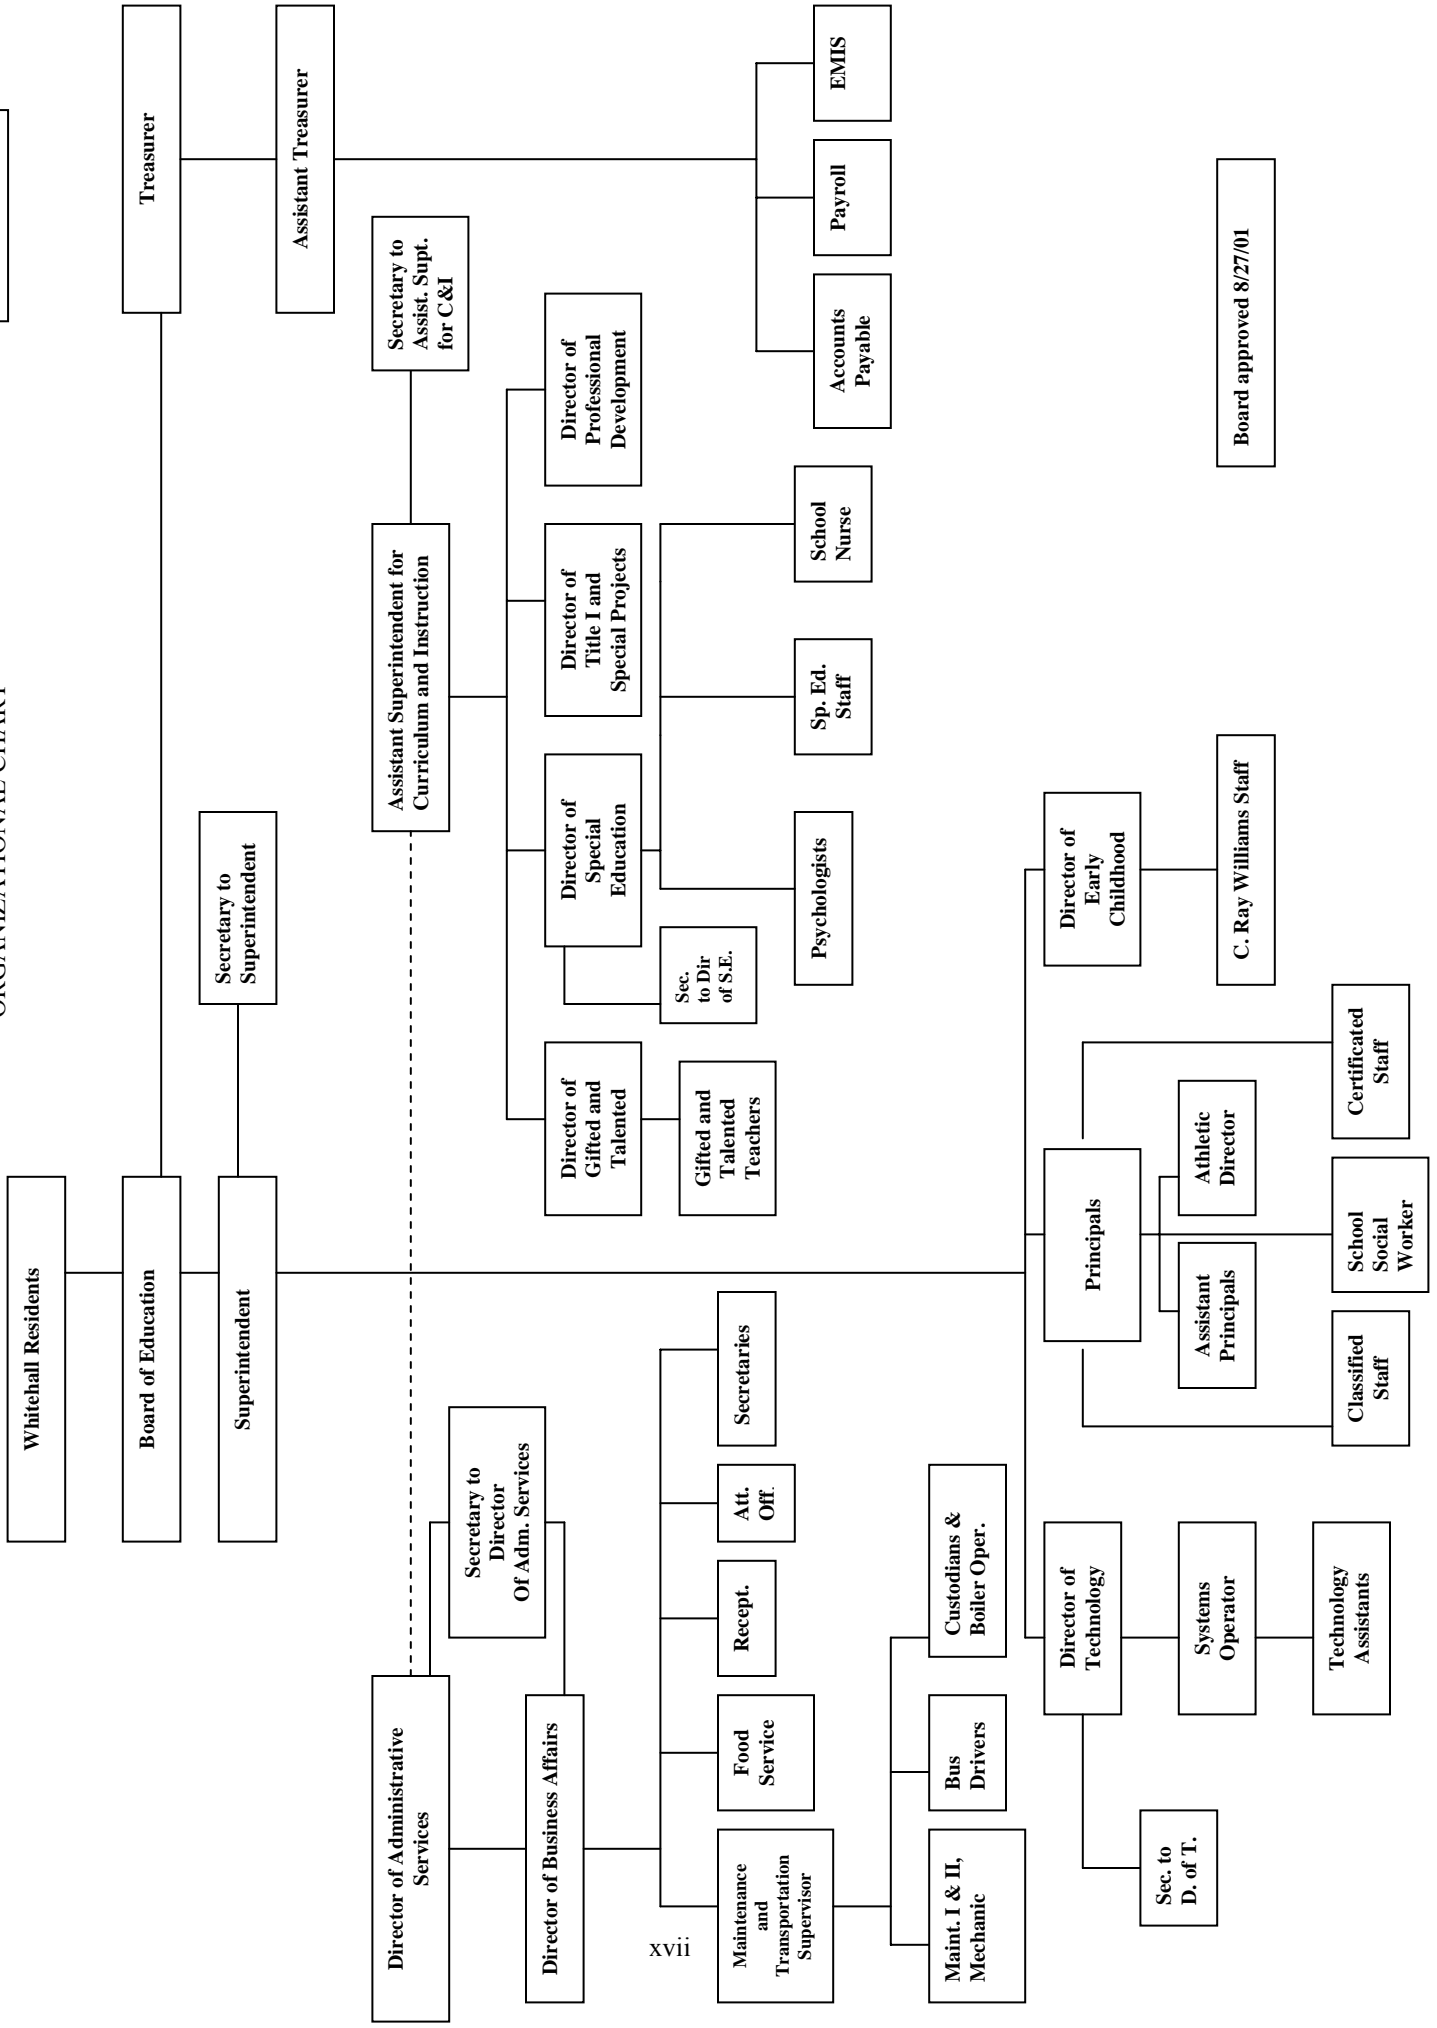 ORGANIZATIONAL CHART
Whitehall Residents
Board of Education
Treasurer
Superintendent
Secretary to
Superintendent
Assistant Treasurer
Director of Administrative
Services
Assistant Superintendent for
Curriculum and Instruction
Secretary to
Assist. Supt.
for C&I
Secretary to
Director
Of Adm. Services
Director of Business Affairs
Director of
Gifted and
Talented
Director of
Special
Education
Director of
Title I and
Special Projects
Director of
Professional
Development
Sec.
to Dir
of S.E.
Gifted and
Talented
Teachers
Maintenance
and
Transportation
Supervisor
Food
Service
Recept.
Att.
Off.
Secretaries
Psychologists
Sp. Ed.
Staff
School
Nurse
Accounts
Payable
Payroll
EMIS
Maint. I & II,
Mechanic
Bus
Drivers
Custodians &
Boiler Oper.
Director of
Technology
Principals
Director of
Early
Childhood
Sec. to
D. of T.
Systems
Operator
Assistant
Principals
Athletic
Director
C. Ray Williams Staff
Board approved 8/27/01
Technology
Assistants
Classified
Staff
School
Social
Worker
Certificated
Staff
xvii